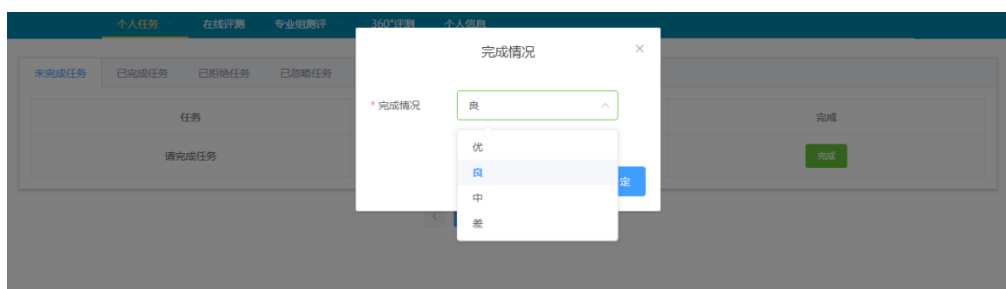 个人任务 在线评测 专业组测评 360°评测 个人信息
完成情况
未完成任务 已完成任务 已拒绝任务 已忽略任务
* 完成情况 良
任务 完成
优
请完成任务 完成
良
定
中
差